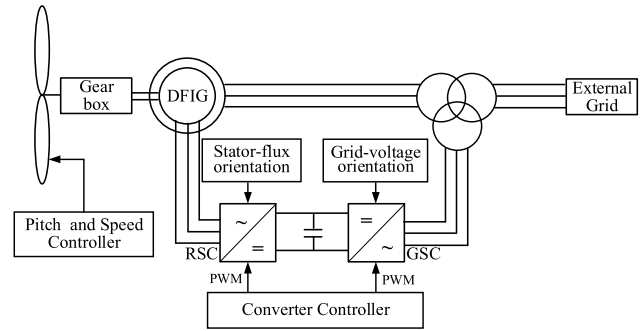 Gear
box
DFIG
External
Grid
Stator-flux
orientation
Grid-voltage
orientation
Pitch and Speed
Controller
~
=
=
~
RSC
GSC
PWM
PWM
Converter Controller